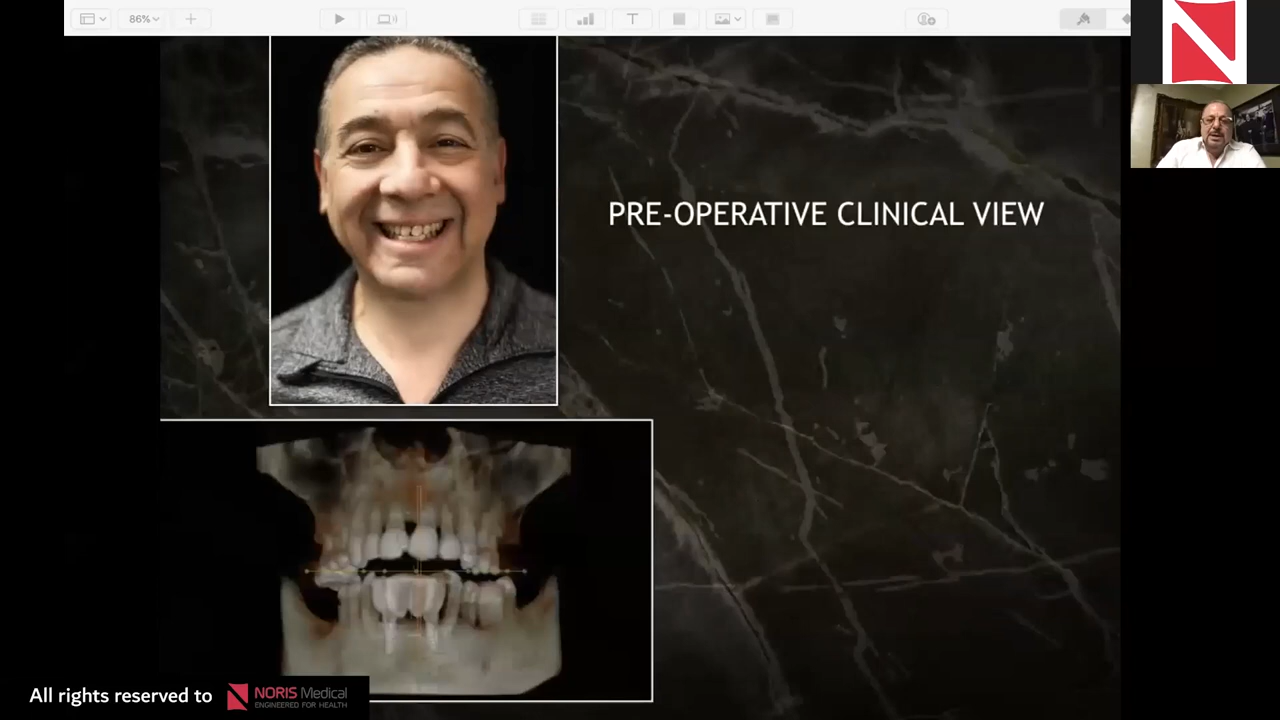 86%
PRE-OPERATIVE CLINICAL VIEW
All rights reserved to
NORIS Medical
ENGINEERED FOR HEALTH